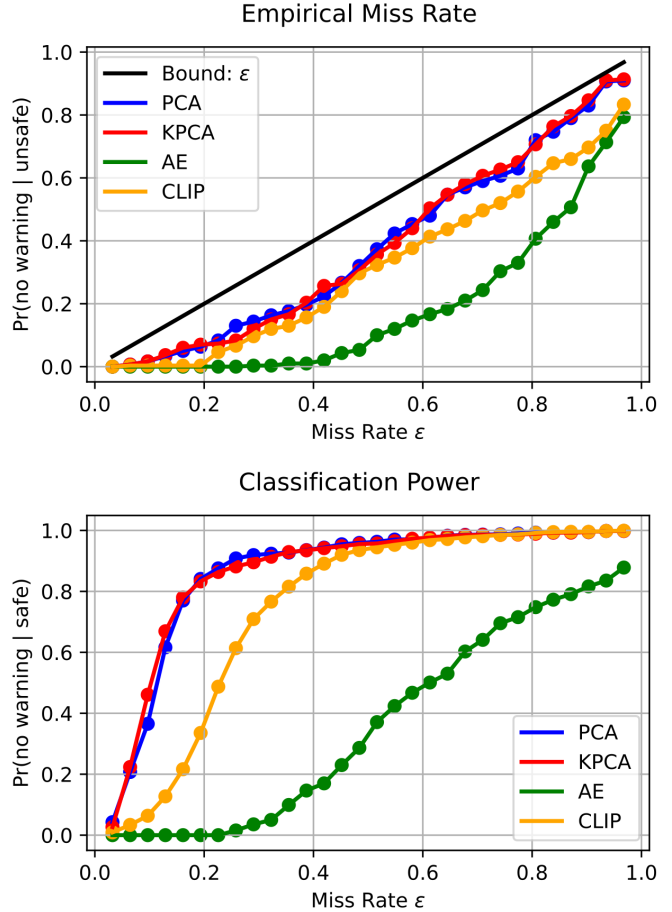 Empirical Miss Rate
1.0
0.8
0.6
0.4
0.2
0.0
Pr(no warning | unsafe)
Bound: ε
PCA
KPCA
AE
CLIP
0.0 0.2 0.4 0.6 0.8 1.0
Miss Rate ε
Classification Power
1.0
0.8
0.6
0.4
0.2
0.0
Pr(no warning | safe)
PCA
KPCA
AE
CLIP
0.0 0.2 0.4 0.6 0.8 1.0
Miss Rate ε